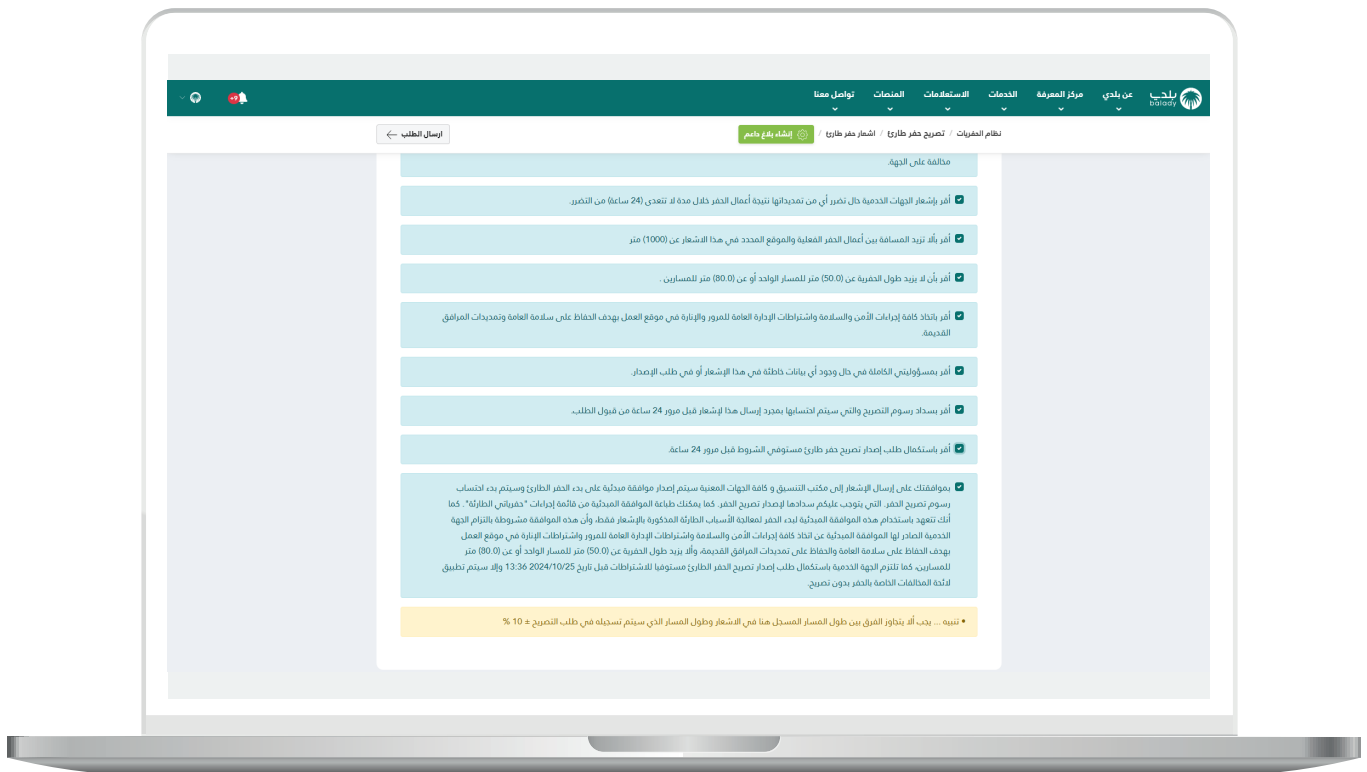 بلدي
balady
عن بلدي
مركز المعرفة
الخدمات
الاستعلامات
المنصات
تواصل معنا
+9
نظام الحفريات / تصريح حفر طارئ / اشعار حفر طارئ /
إنشاء بلاغ داعم
ارسال الطلب
مخالفة على الجهة.
أقر بإشعار الجهات الخدمية حال تضرر أي من تمديداتها نتيجة أعمال الحفر خلال مدة لا تتعدى (24 ساعة) من التضرر.
أقر بألا تزيد المسافة بين أعمال الحفر الفعلية والموقع المحدد في هذا الاشعار عن (1000) متر
أقر بأن لا يزيد طول الحفرية عن (50.0) متر للمسار الواحد أو عن (80.0) متر للمسارين .
أقر باتخاذ كافة إجراءات الأمن والسلامة واشتراطات الإدارة العامة للمرور والإنارة في موقع العمل بهدف الحفاظ على سلامة العامة وتمديدات المرافق
القديمة.
أقر بمسؤوليتي الكاملة في حال وجود أي بيانات خاطئة في هذا الإشعار أو في طلب الإصدار.
أقر بسداد رسوم التصريح والتي سيتم احتسابها بمجرد إرسال هذا لإشعار قبل مرور 24 ساعة من قبول الطلب.
أقر باستكمال طلب إصدار تصريح حفر طارئ مستوفي الشروط قبل مرور 24 ساعة.
بموافقتك على إرسال الإشعار إلى مكتب التنسيق و كافة الجهات المعنية سيتم إصدار موافقة مبدئية على بدء الحفر الطارئ وسيتم بدء احتساب
رسوم تصريح الحفر. التي يتوجب عليكم سدادها لإصدار تصريح الحفر. كما يمكنك طباعة الموافقة المبدئية من قائمة إجراءات "حفرياتي الطارئة". كما
أنك تتعهد باستخدام هذه الموافقة المبدئية لبدء الحفر لمعالجة الأسباب الطارئة المذكورة بالإشعار فقط، وأن هذه الموافقة مشروطة بالتزام الجهة
الخدمية الصادر لها الموافقة المبدئية عن اتخاذ كافة إجراءات الأمن والسلامة واشتراطات الإدارة العامة للمرور واشتراطات الإنارة في موقع العمل
بهدف الحفاظ على سلامة العامة والحفاظ على تمديدات المرافق القديمة، وألا يزيد طول الحفرية عن (50.0) متر للمسار الواحد أو عن (80.0) متر
للمسارين، كما تلتزم الجهة الخدمية باستكمال طلب إصدار تصريح الحفر الطارئ مستوفيا للاشتراطات قبل تاريخ 2024/10/25 13:36 وإلا سيتم تطبيق
لائحة المخالفات الخاصة بالحفر بدون تصريح.
• تنبيه ... يجب ألا يتجاوز الفرق بين طول المسار المسجل هنا في الاشعار وطول المسار الذي سيتم تسجيله في طلب التصريح ± 10 %